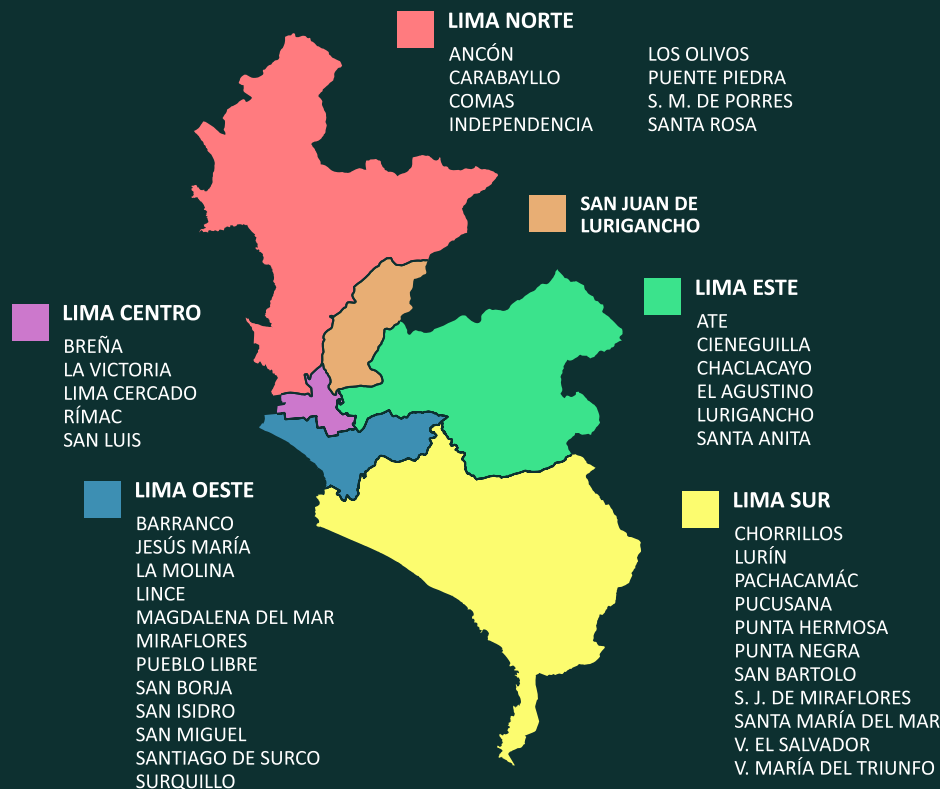 LIMA NORTE
ANCÓN
CARABAYLLO
COMAS
INDEPENDENCIA
LOS OLIVOS
PUENTE PIEDRA
S. M. DE PORRES
SANTA ROSA
SAN JUAN DE
LURIGANCHO
LIMA ESTE
ATE
CIENEGUILLA
CHACLACAYO
EL AGUSTINO
LURIGANCHO
SANTA ANITA
LIMA CENTRO
BREÑA
LA VICTORIA
LIMA CERCADO
RÍMAC
SAN LUIS
LIMA OESTE
BARRANCO
JESÚS MARÍA
LA MOLINA
LINCE
MAGDALENA DEL MAR
MIRAFLORES
PUEBLO LIBRE
SAN BORJA
SAN ISIDRO
SAN MIGUEL
SANTIAGO DE SURCO
SURQUILLO
LIMA SUR
CHORRILLOS
LURÍN
PACHACAMÁC
PUCUSANA
PUNTA HERMOSA
PUNTA NEGRA
SAN BARTOLO
S. J. DE MIRAFLORES
SANTA MARÍA DEL MAR
V. EL SALVADOR
V. MARÍA DEL TRIUNFO